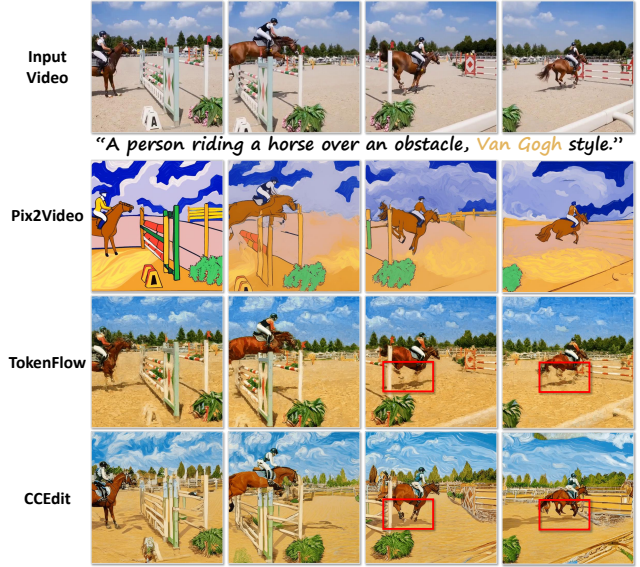 Input
Video
A
“A person riding a horse over an obstacle, Van Gogh style.”
Pix2Video
A
TokenFlow
CCEdit